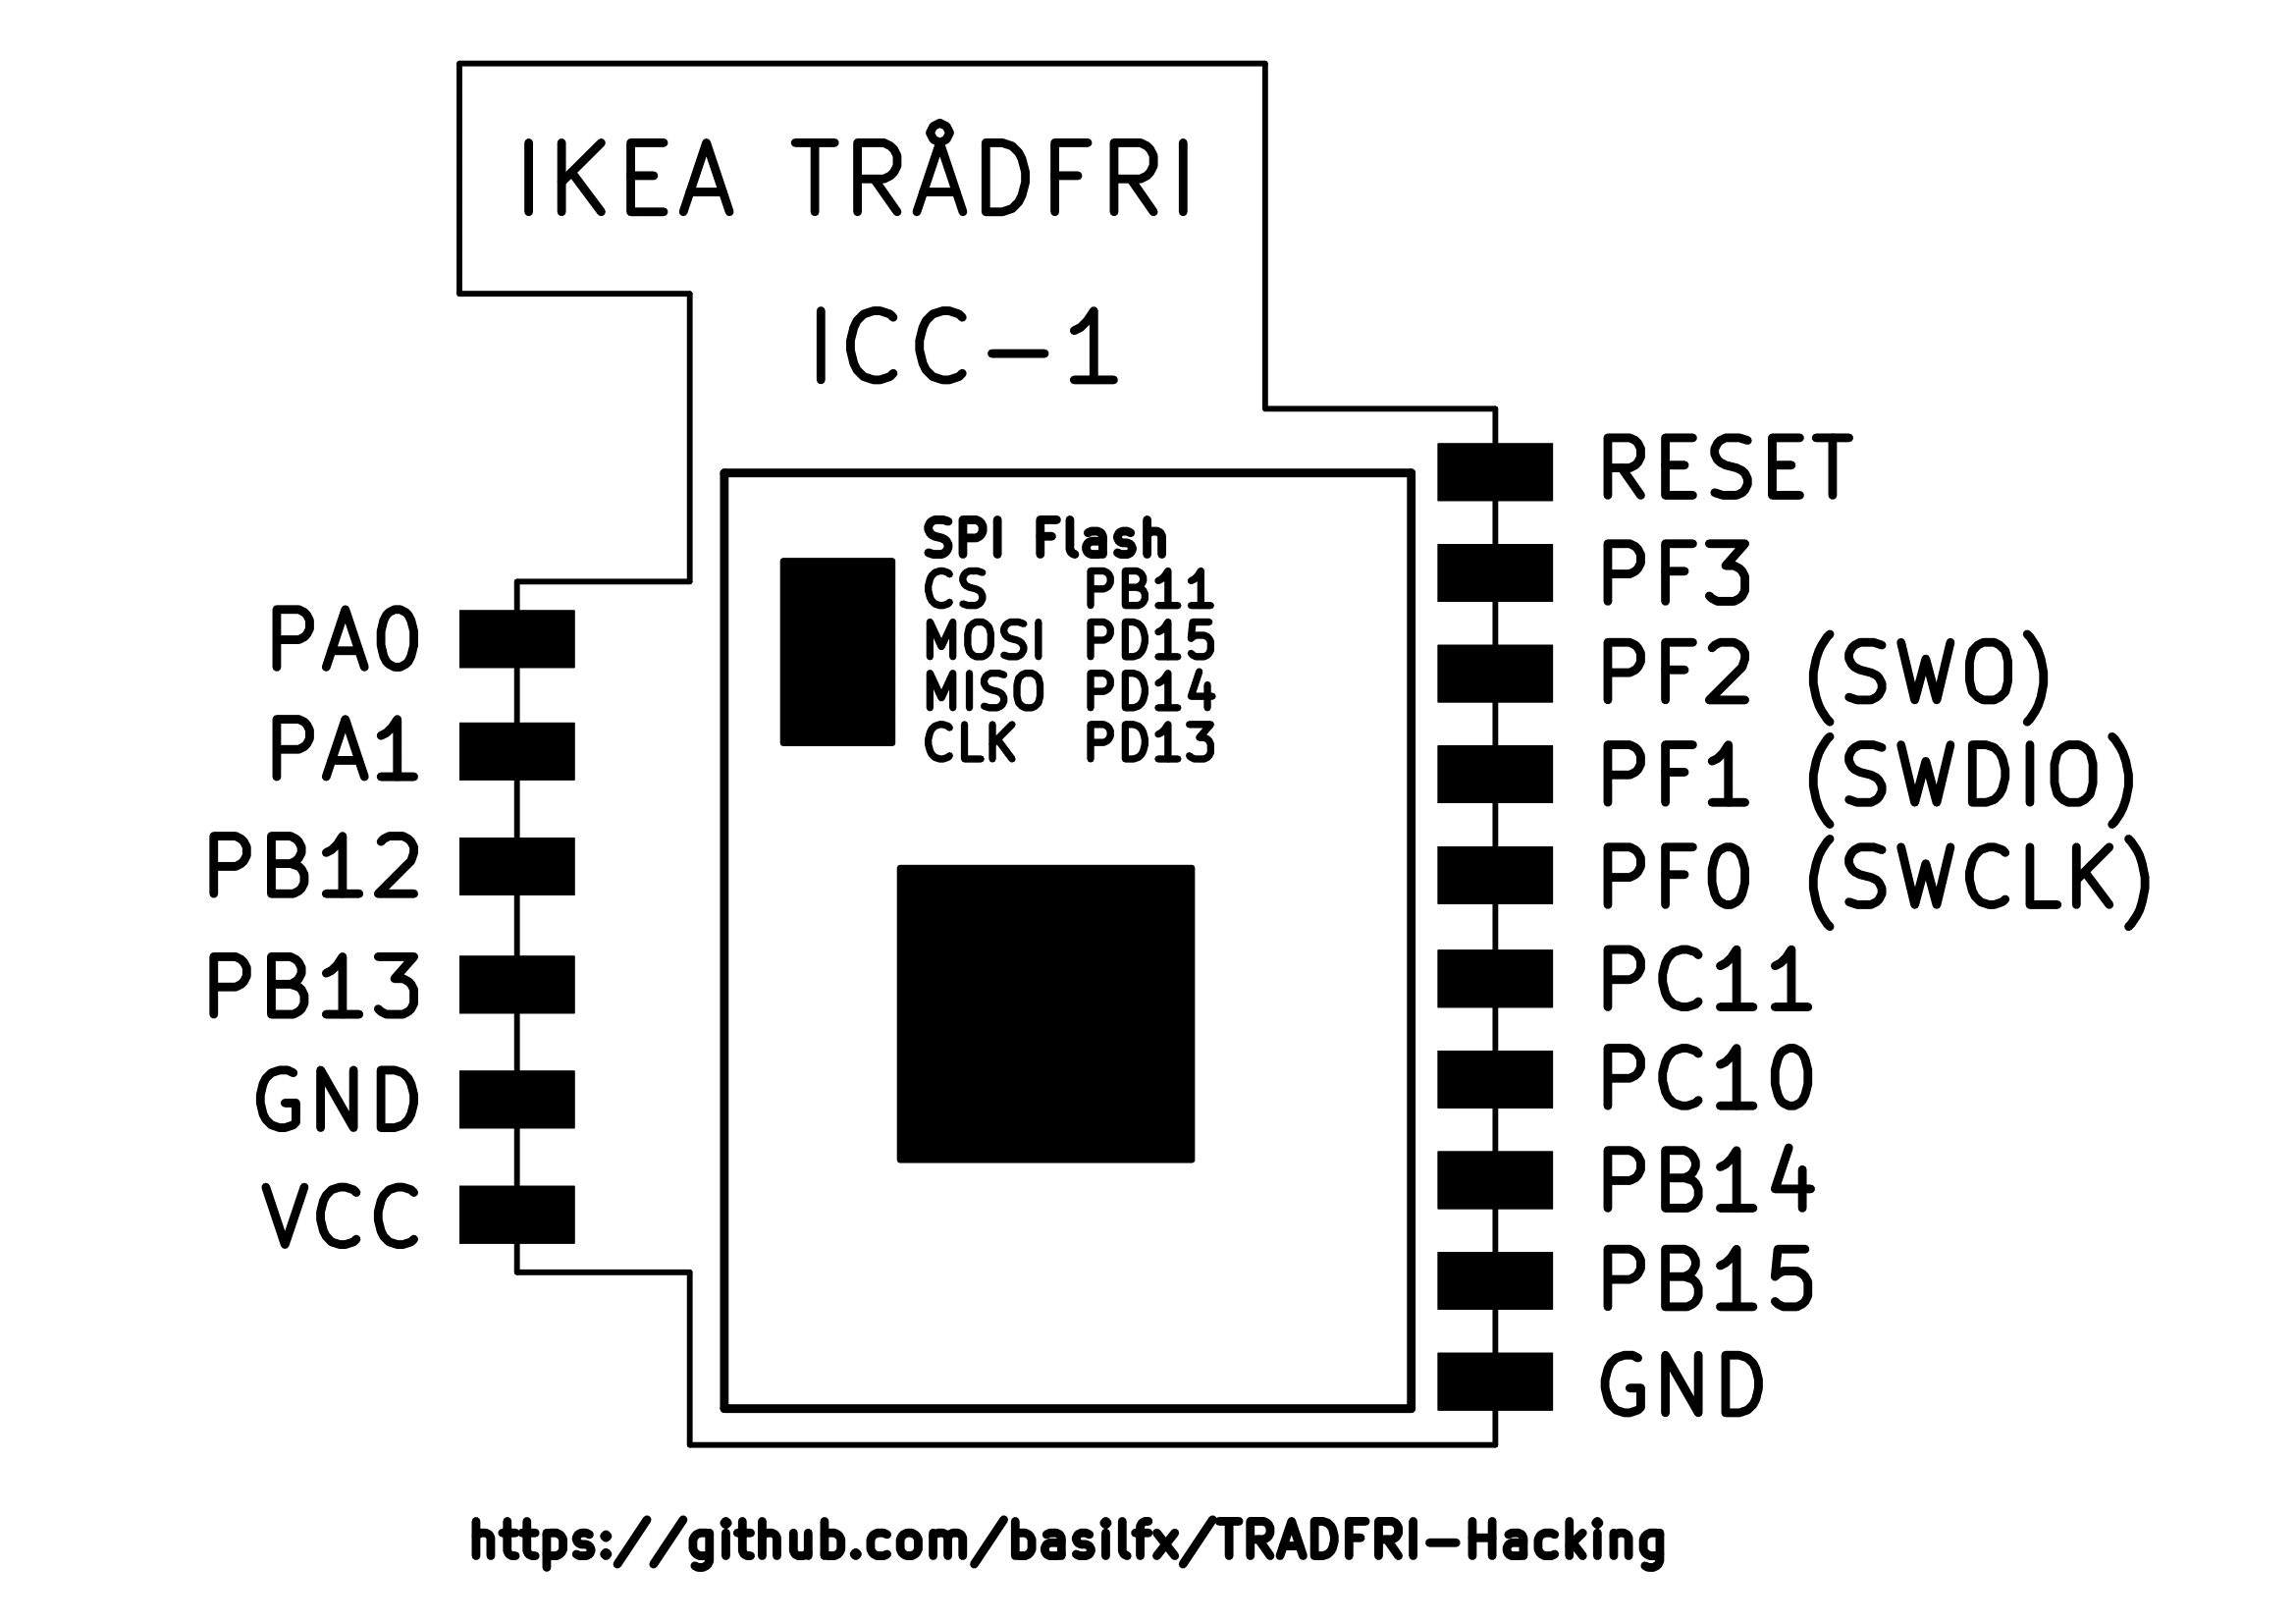 IKEA TRÅDFRI
ICC-1
SPI Flash
CS PB11
MOSI PD15
MISO PD14
CLK PD13
PA0
PA1
PB12
PB13
GND
VCC
RESET
PF3
PF2 (SWO)
PF1 (SWDIO)
PF0 (SWCLK)
PC11
PC10
PB14
PB15
GND
https://github.com/basilfx/TRADFRI-Hacking